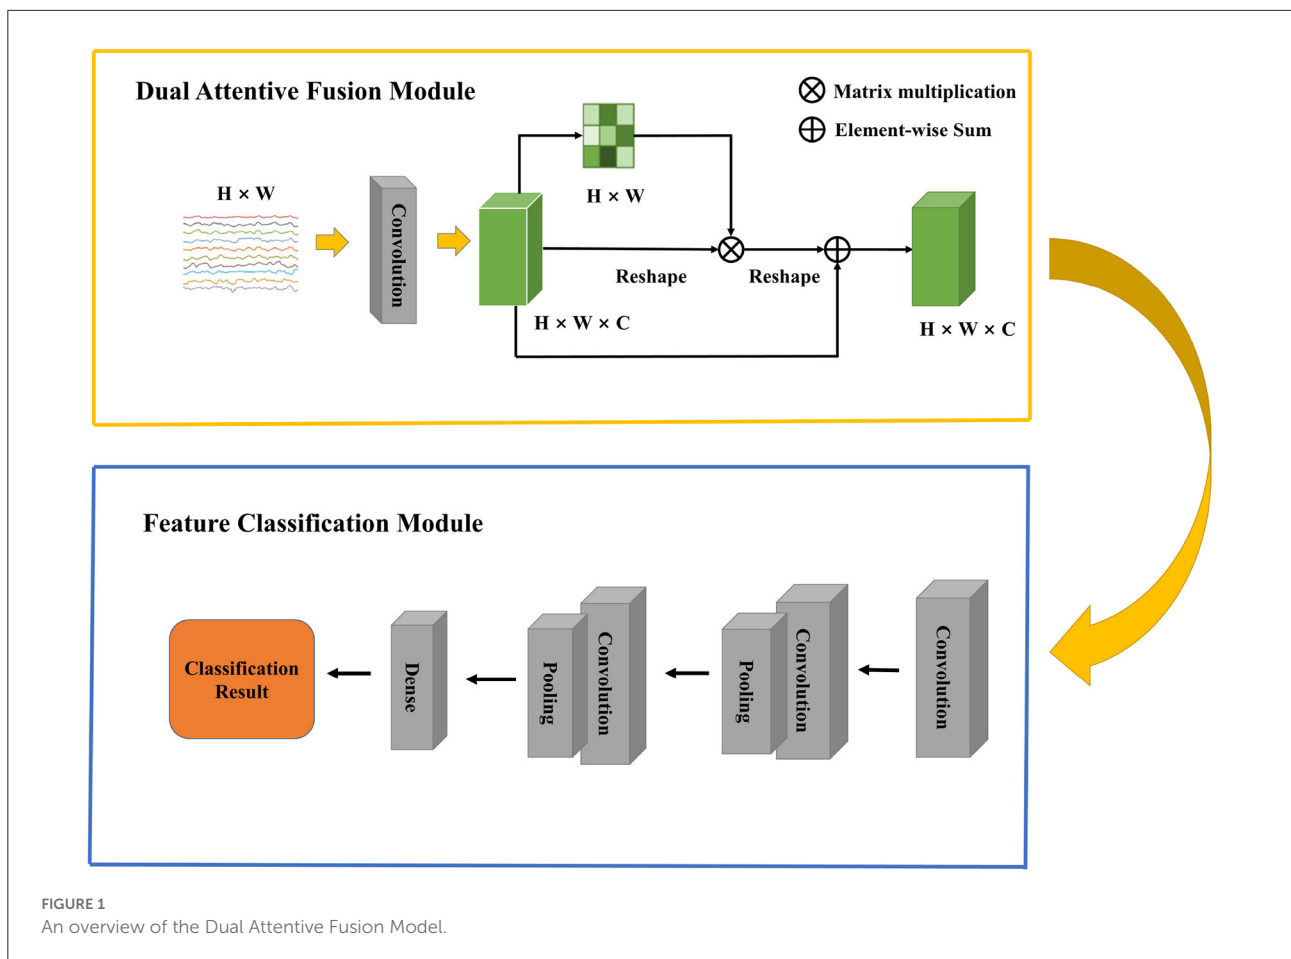 Dual Attentive Fusion Module
Matrix multiplication
Element-wise Sum
H × W
Convolution
H × W
Reshape
Reshape
H × W × C
H × W × C
Feature Classification Module
Classification
Result
Dense
Pooling
Convolution
Pooling
Convolution
Convolution
FIGURE 1
An overview of the Dual Attentive Fusion Model.